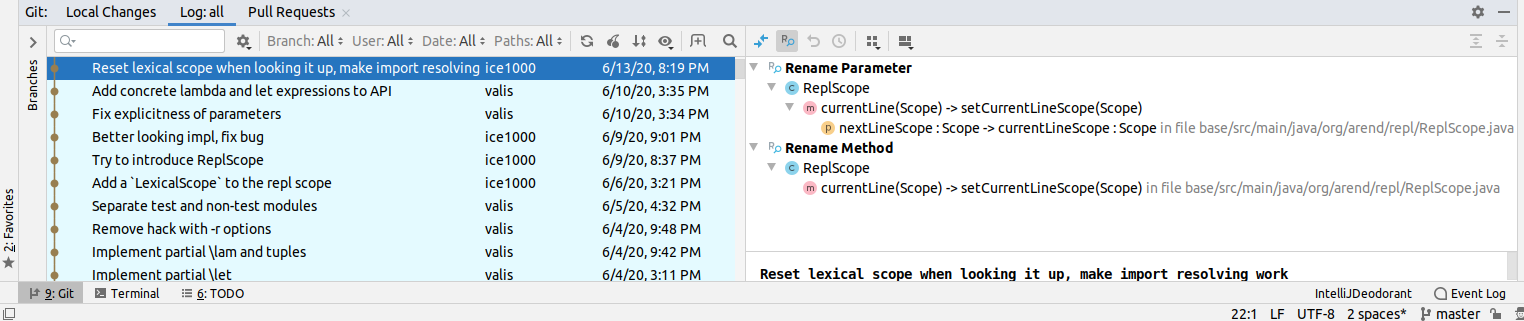 Git: Local Changes Log: all Pull Requests
Branch: All User: All Date: All Paths: All
Branches
2: Favorites
Reset lexical scope when looking it up, make import resolving ice1000 6/13/20, 8:19 PM
Add concrete lambda and let expressions to API valis 6/10/20, 3:35 PM
Fix explicitness of parameters valis 6/10/20, 3:34 PM
Better looking impl, fix bug ice1000 6/9/20, 9:01 PM
Try to introduce ReplScope ice1000 6/9/20, 8:37 PM
Add a `LexicalScope` to the repl scope ice1000 6/6/20, 3:21 PM
Separate test and non-test modules valis 6/5/20, 4:32 PM
Remove hack with -r options valis 6/4/20, 9:48 PM
Implement partial \lam and tuples valis 6/4/20, 9:42 PM
Implement partial \let valis 6/4/20, 3:11 PM
R Rename Parameter
c ReplScope
m currentLine(Scope) -> setCurrentLineScope(Scope)
p nextLineScope : Scope -> currentLineScope : Scope in file base/src/main/java/org/arend/repl/ReplScope.java
R Rename Method
c ReplScope
m currentLine(Scope) -> setCurrentLineScope(Scope) in file base/src/main/java/org/arend/repl/ReplScope.java
Reset lexical scope when looking it up, make import resolving work
9: Git Terminal 6: TODO IntelliJDeodorant Event Log
22:1 LF UTF-8 2 spaces* master